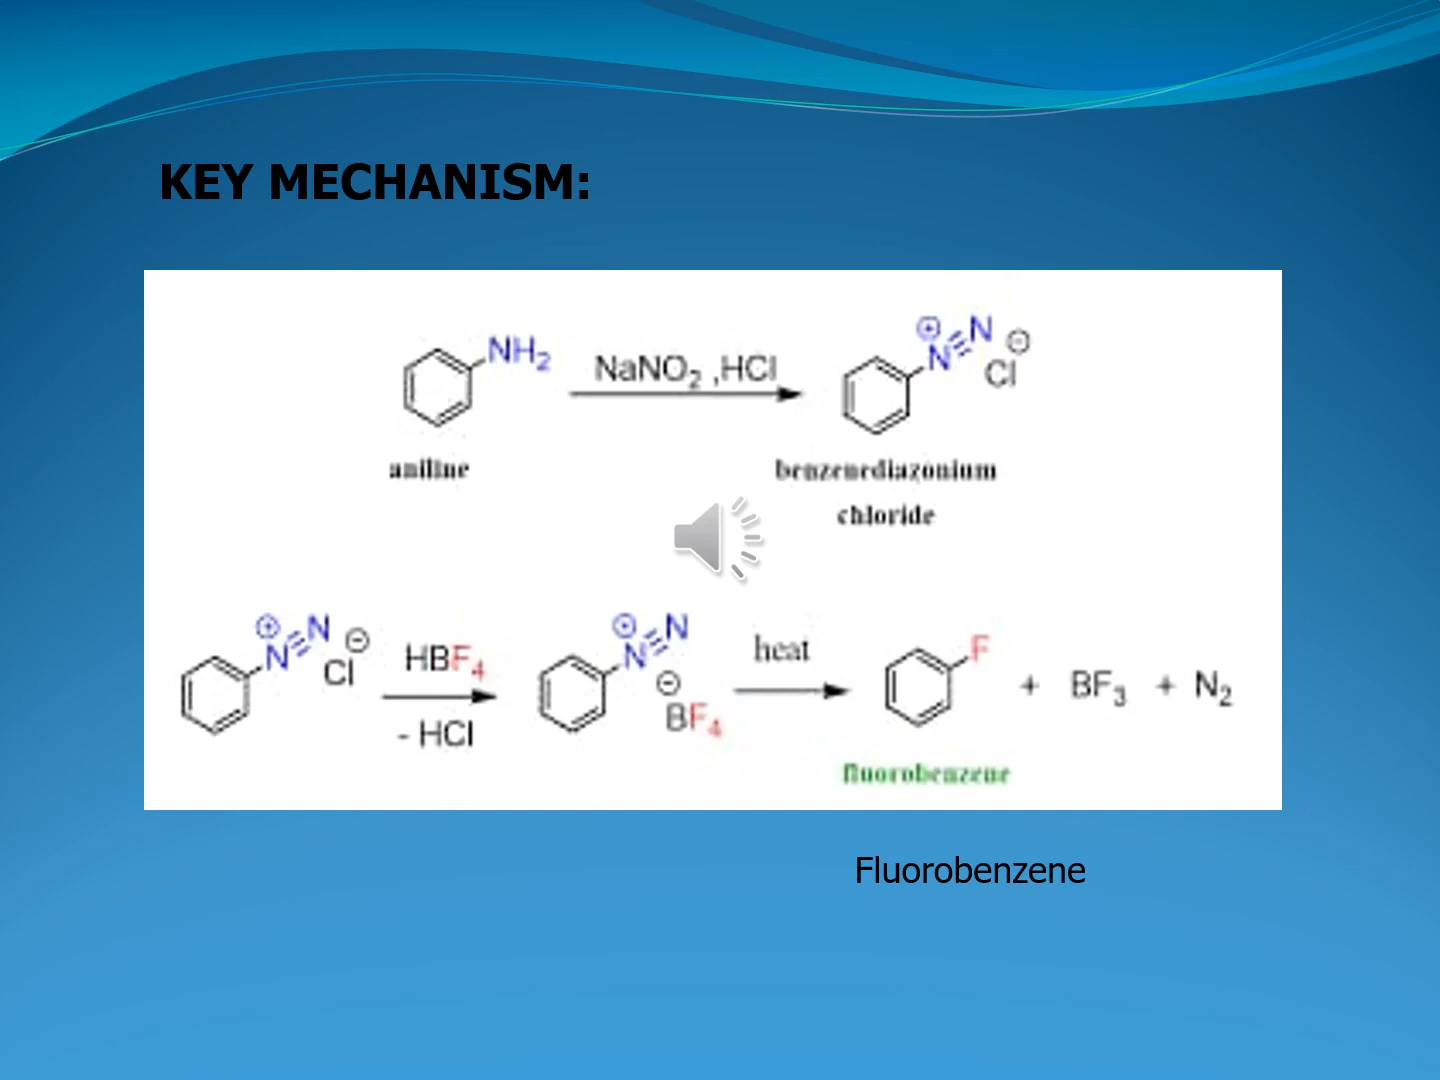 KEY MECHANISM:
NH2
NaNO2 ,HCl
⊕ N≡N ⊖ Cl
aniline
benzenediazonium
chloride
⊕ N≡N ⊖ Cl
HBF4
- HCl
⊕ N≡N ⊖ BF4
heat
F
+ BF3 + N2
fluorobenzene
Fluorobenzene